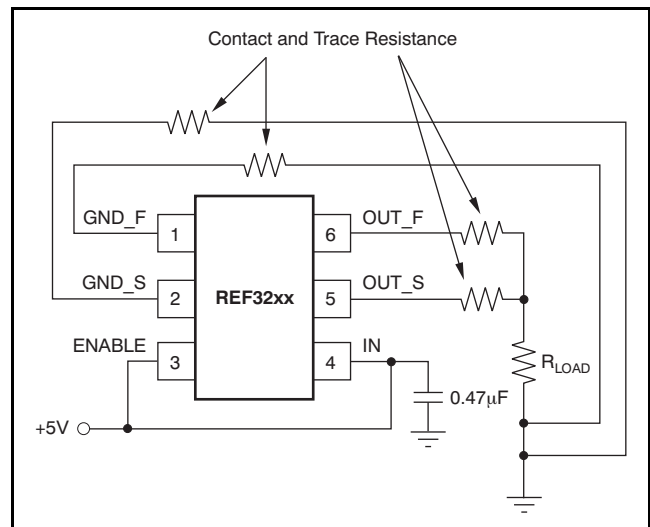 Contact and Trace Resistance
GND_F
1
6
OUT_F
GND_S
2
REF32xx
5
OUT_S
ENABLE
3
4
IN
R_LOAD
0.47μF
+5V